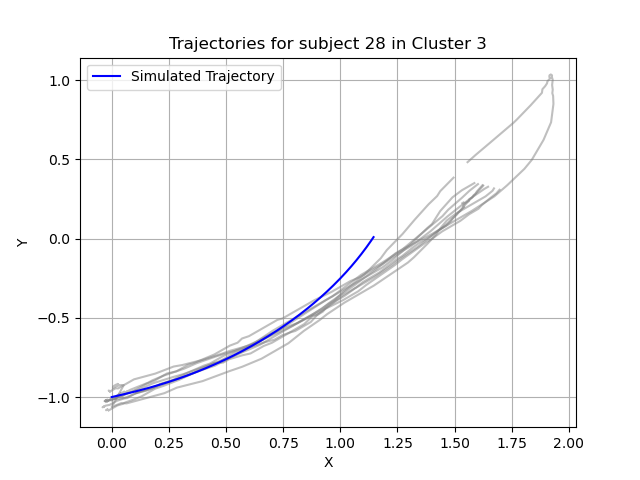 Trajectories for subject 28 in Cluster 3
Simulated Trajectory
1.0
0.5
0.0
−0.5
−1.0
Y
0.00 0.25 0.50 0.75 1.00 1.25 1.50 1.75 2.00
X